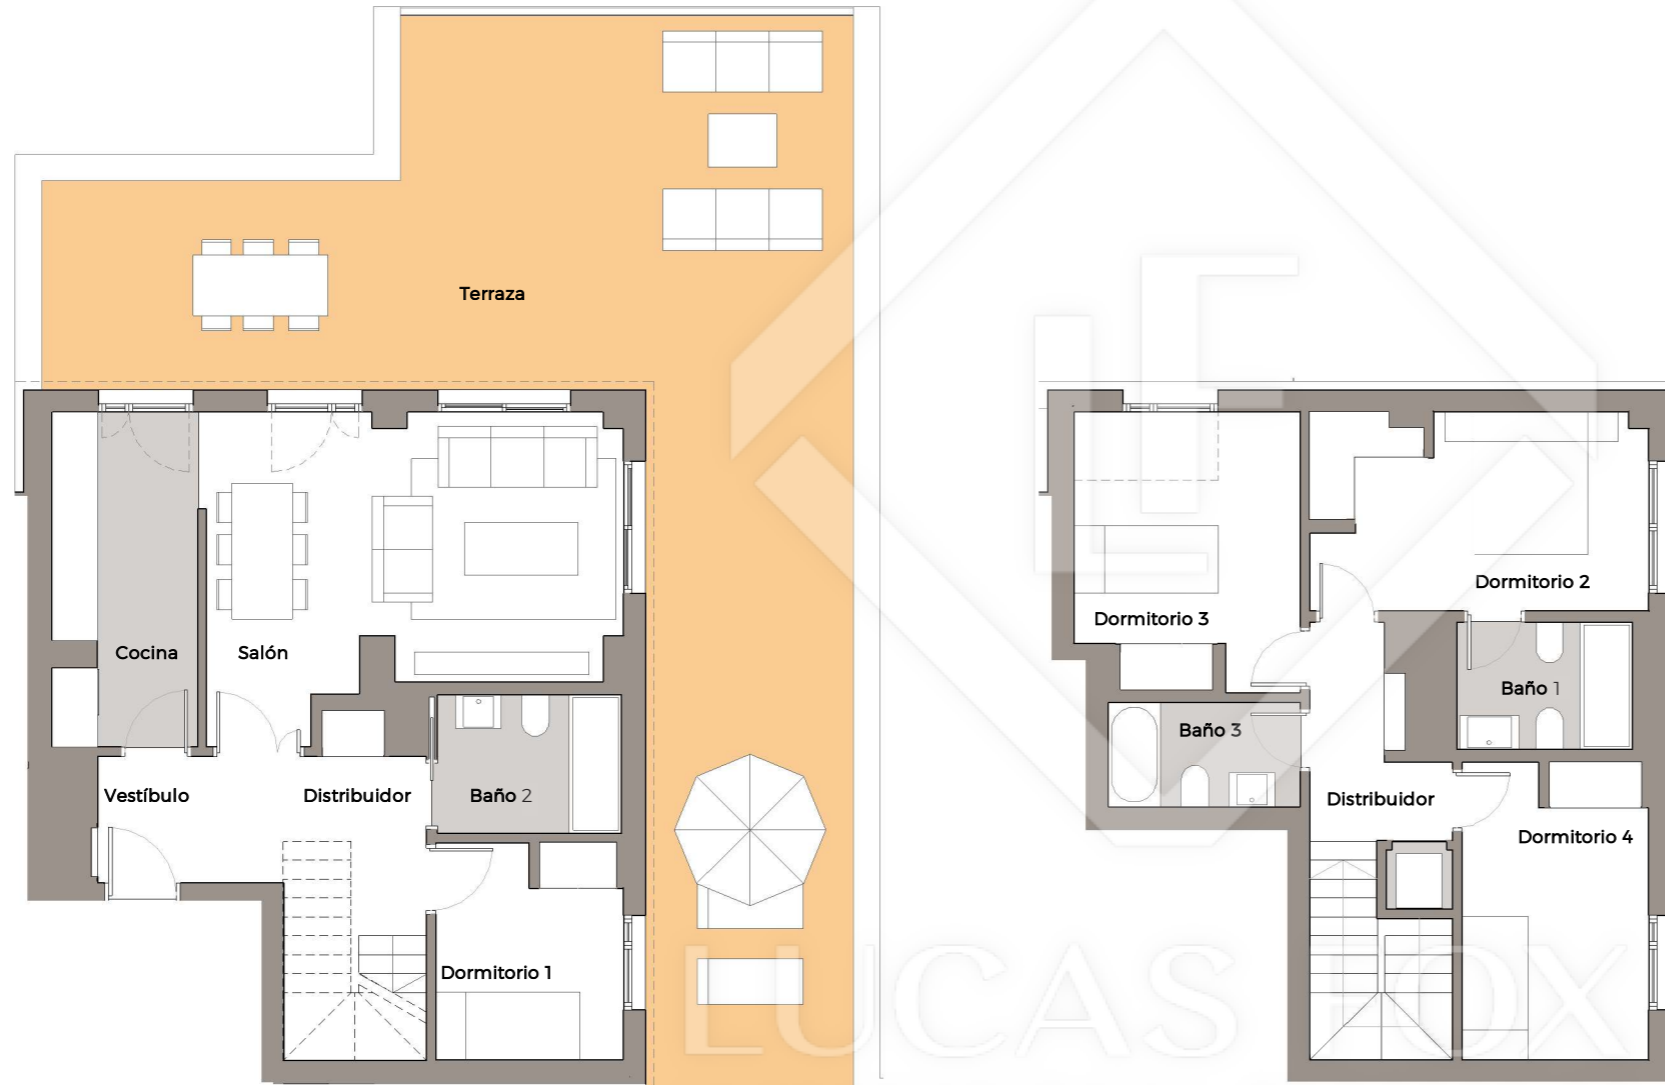 Terraza
Cocina
Salón
Vestíbulo
Distribuidor
Baño 2
Dormitorio 1
Dormitorio 3
Dormitorio 2
Baño 1
Baño 3
Distribuidor
Dormitorio 4
LUCAS FOX